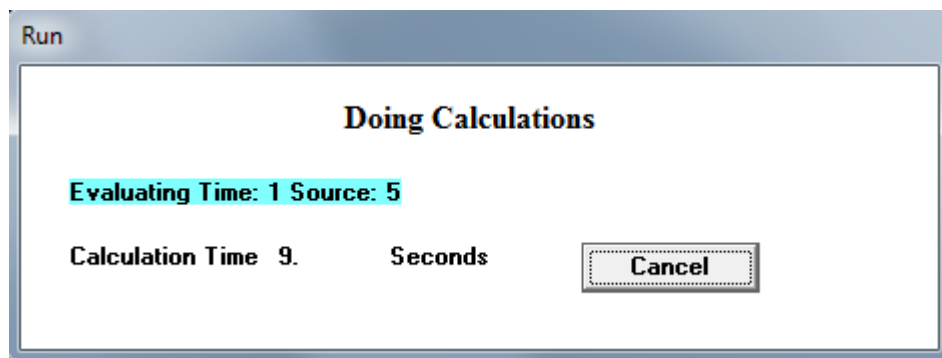 Run
Doing Calculations
Evaluating Time: 1 Source: 5
Calculation Time 9. Seconds
Cancel